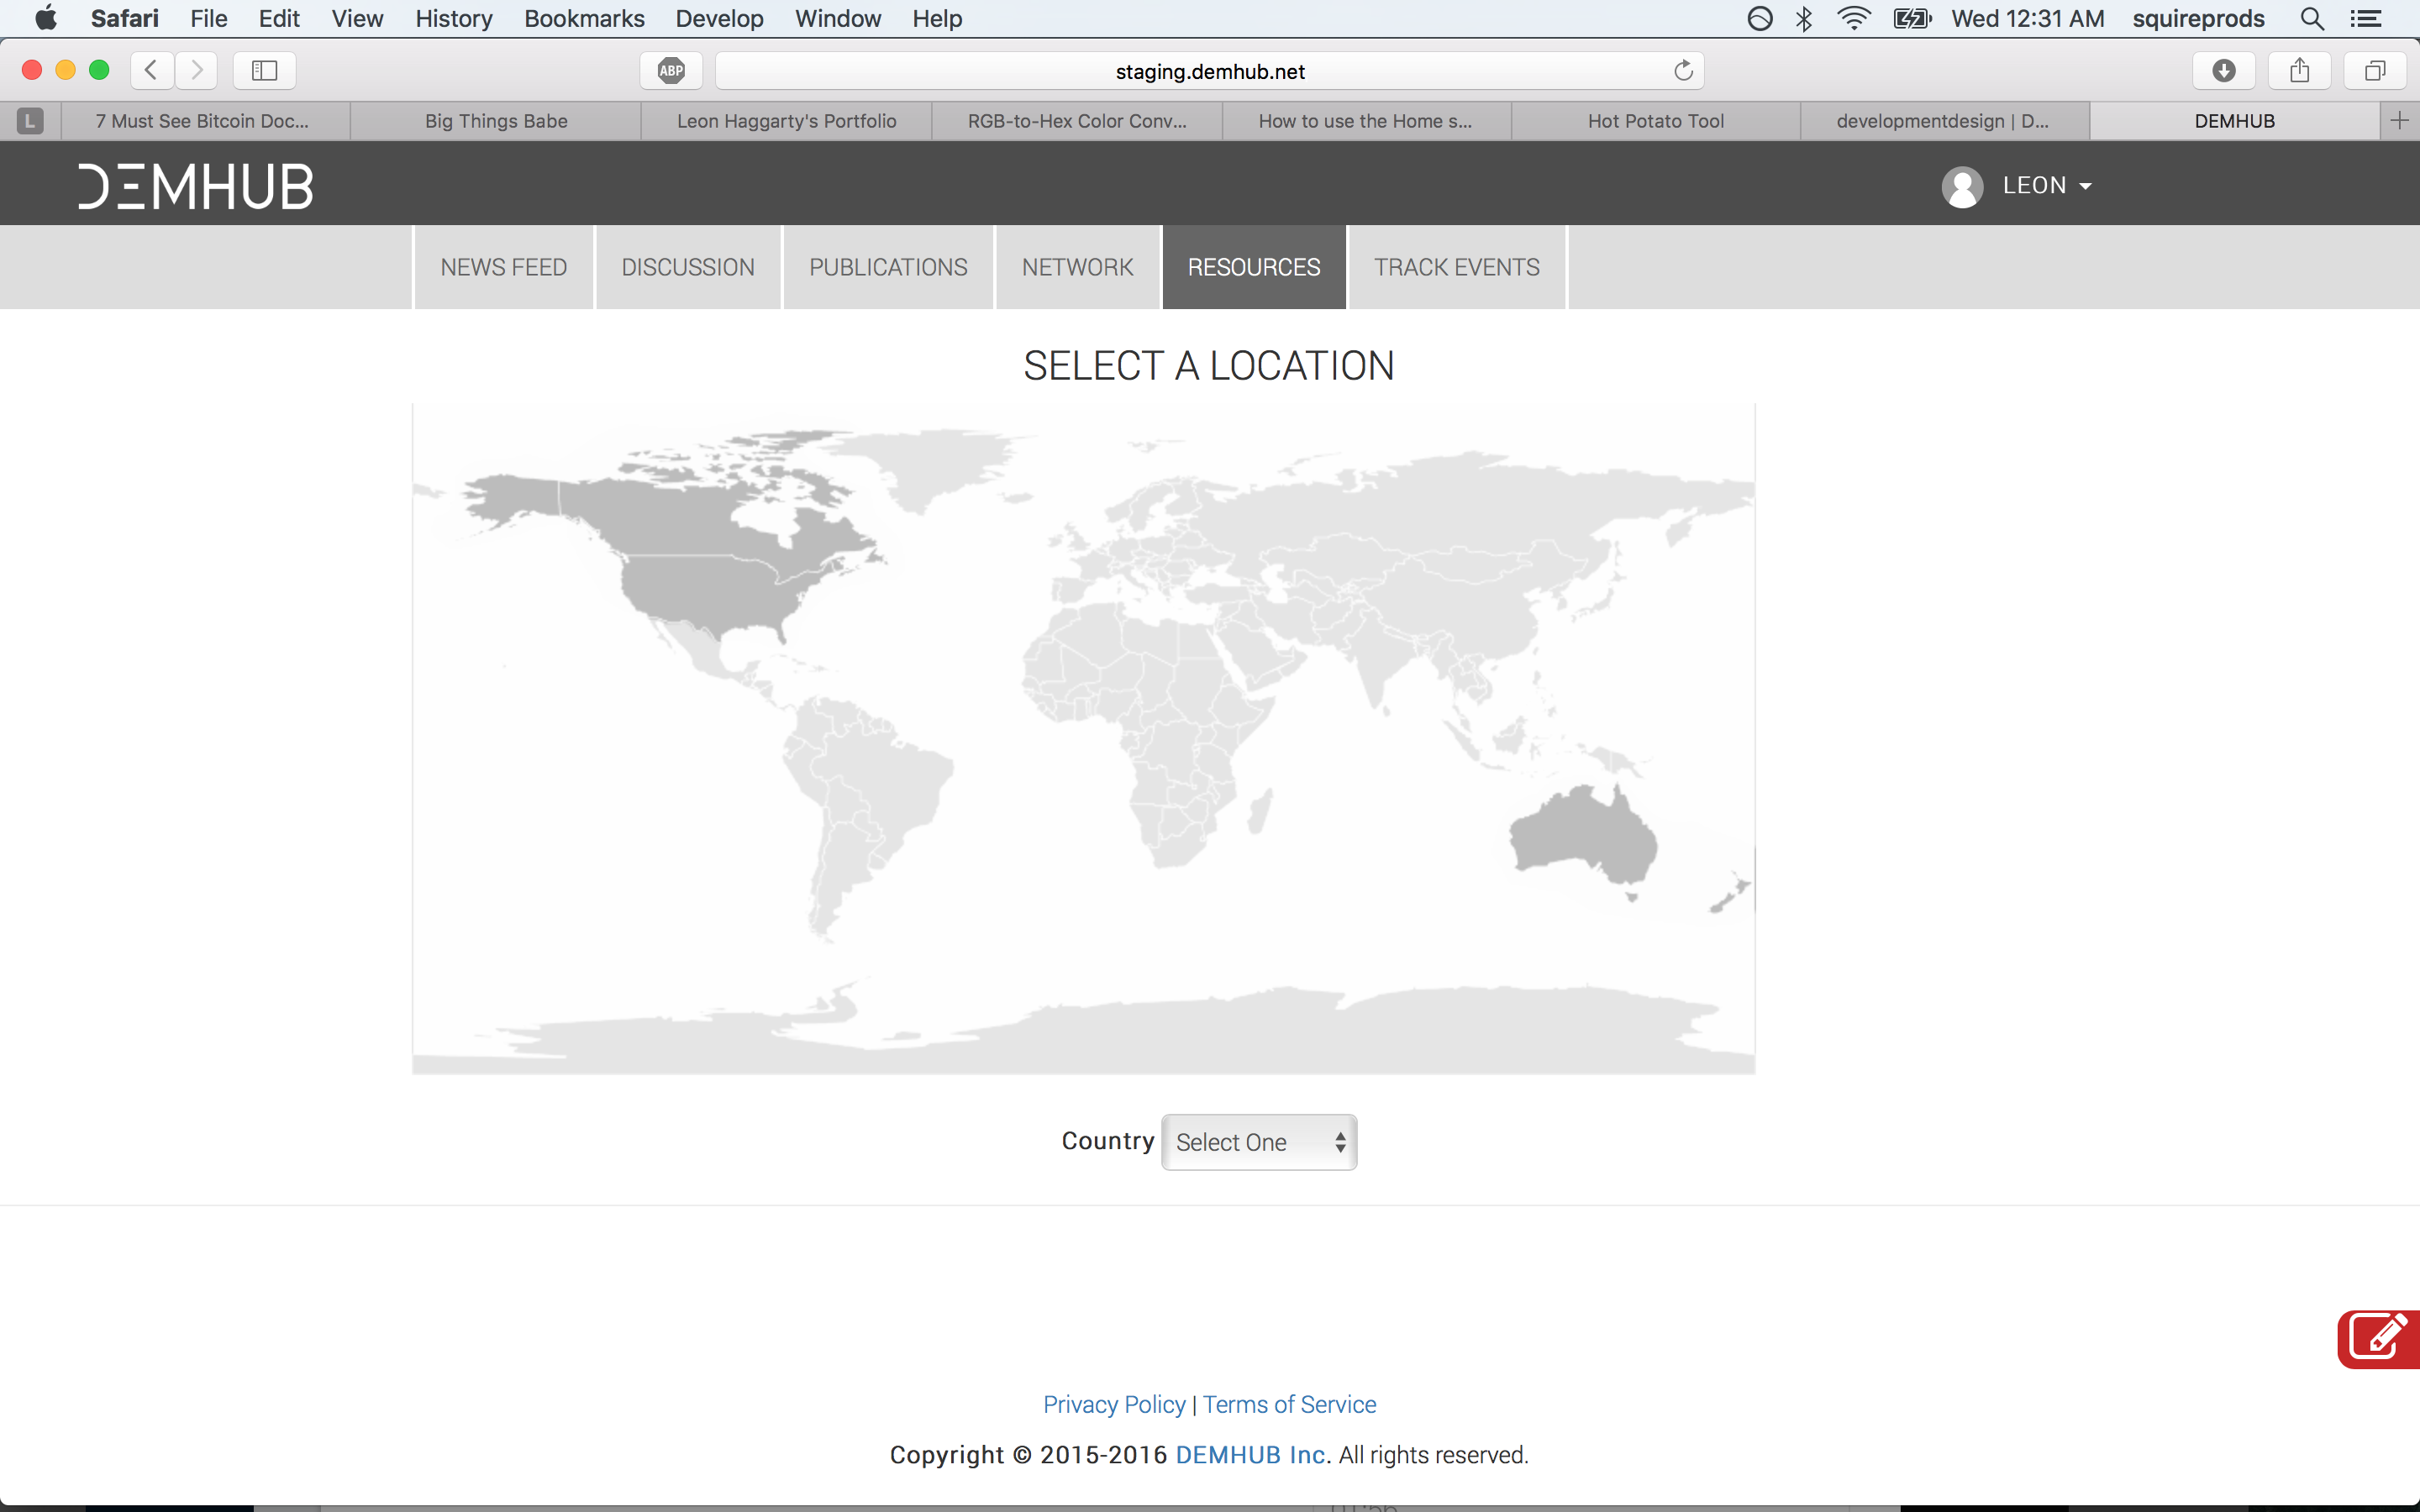 Safari File Edit View History Bookmarks Develop Window Help Wed 12:31 AM squireprods
ABP staging.demhub.net
L 7 Must See Bitcoin Doc... Big Things Babe Leon Haggarty's Portfolio RGB-to-Hex Color Conv... How to use the Home s... Hot Potato Tool developmentdesign | D... DEMHUB
DEMHUB LEON
NEWS FEED DISCUSSION PUBLICATIONS NETWORK RESOURCES TRACK EVENTS
SELECT A LOCATION
Country Select One
Privacy Policy | Terms of Service
Copyright © 2015-2016 DEMHUB Inc. All rights reserved.